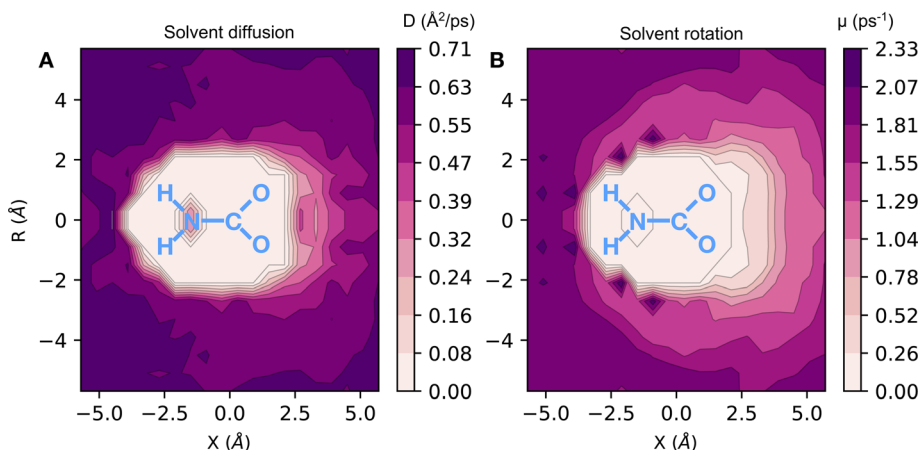 Solvent diffusion
D (Å²/ps)
A
0.71
0.63
0.55
0.47
0.39
0.32
0.24
0.16
0.08
0.00
4
2
0
−2
−4
R (Å)
H
O
N
C
H
O
−5.0 −2.5 0.0 2.5 5.0
X (Å)
Solvent rotation
μ (ps⁻¹)
B
2.33
2.07
1.81
1.55
1.29
1.04
0.78
0.52
0.26
0.00
4
2
0
−2
−4
H
O
N
C
H
O
−5.0 −2.5 0.0 2.5 5.0
X (Å)